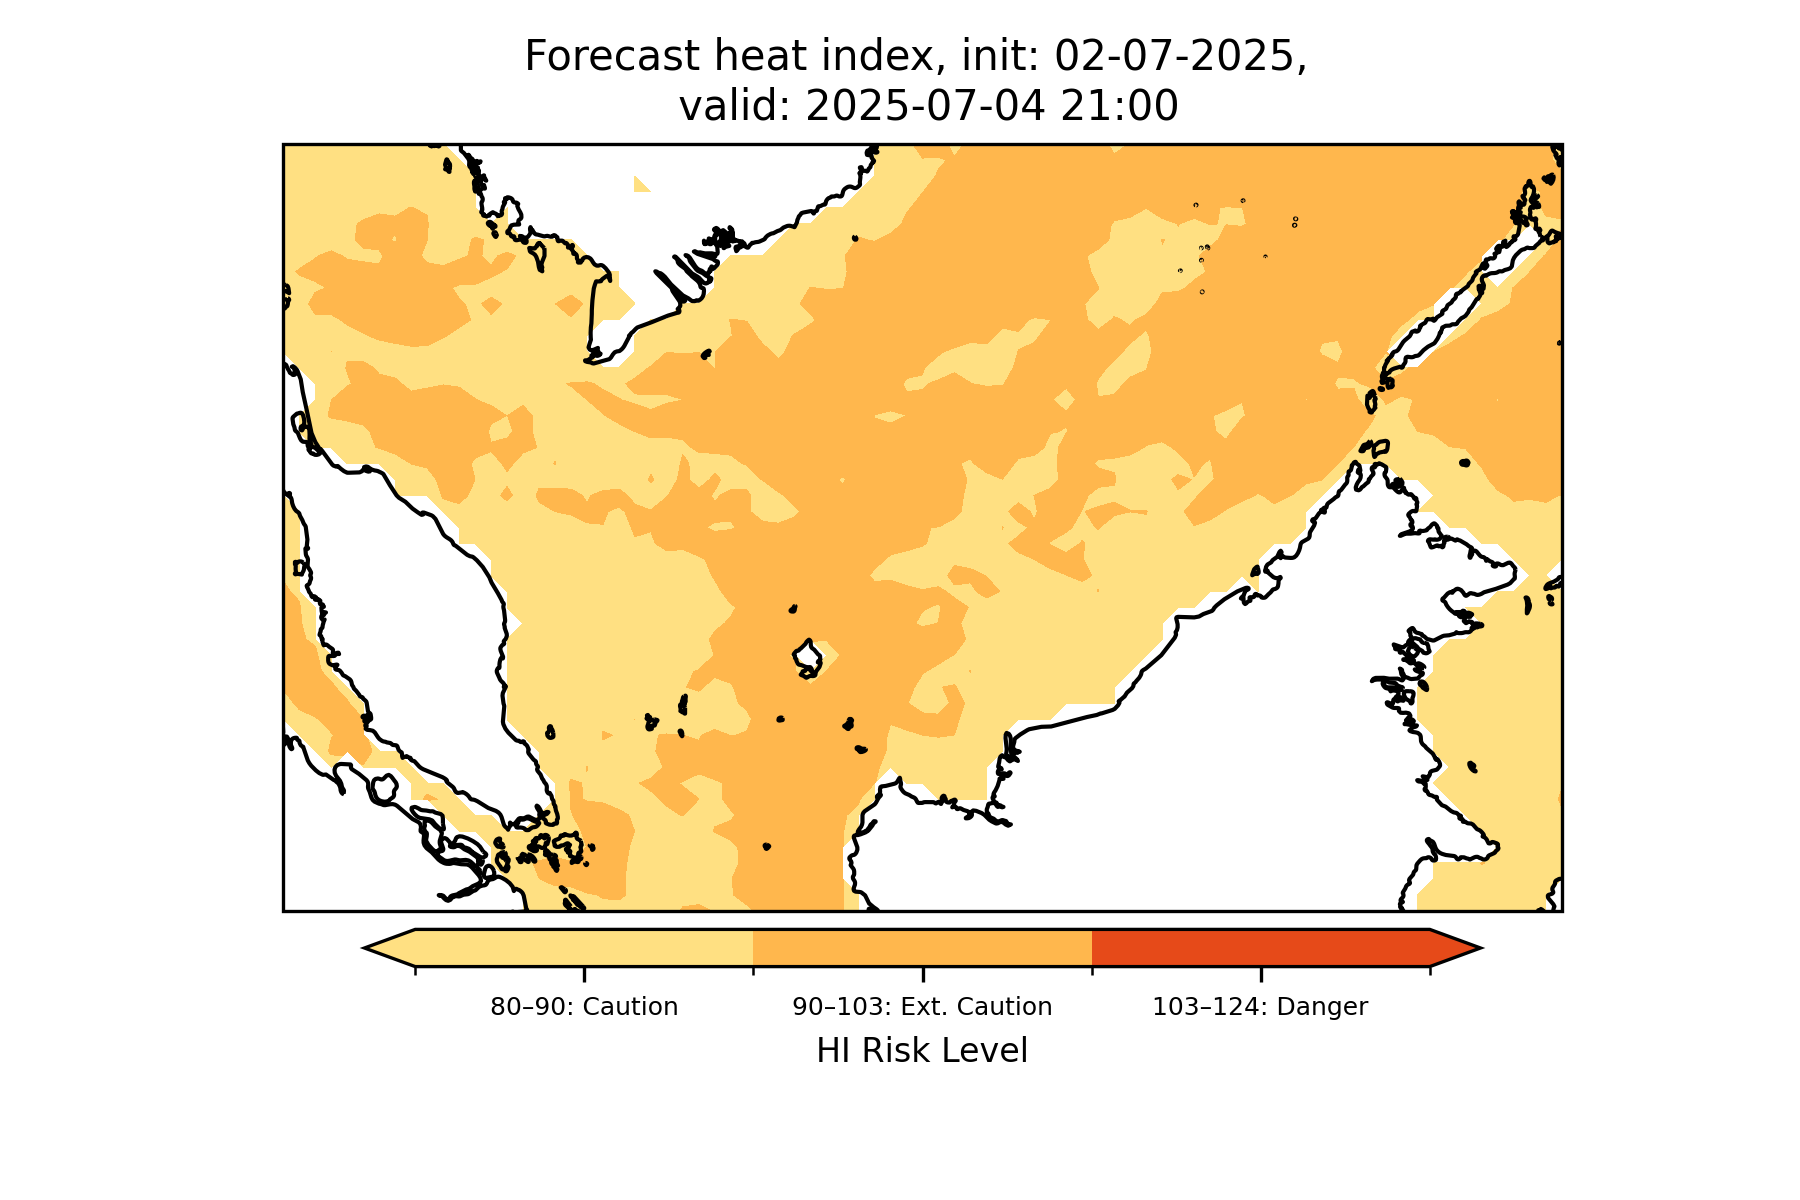 Forecast heat index, init: 02-07-2025,
valid: 2025-07-04 21:00
80–90: Caution
90–103: Ext. Caution
103–124: Danger
HI Risk Level